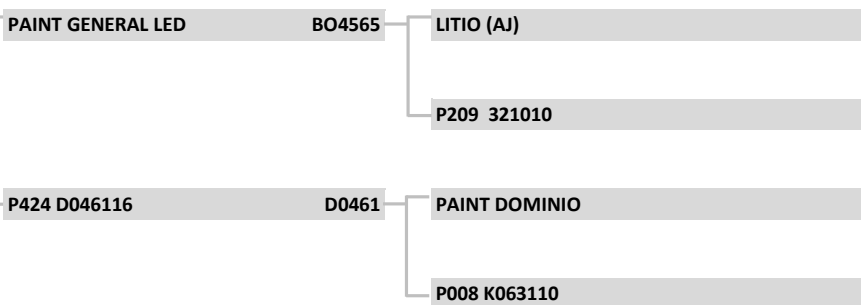 PAINT GENERAL LED BO4565 LITIO (AJ)
P209 321010
P424 D046116 D0461 PAINT DOMINIO
P008 K063110